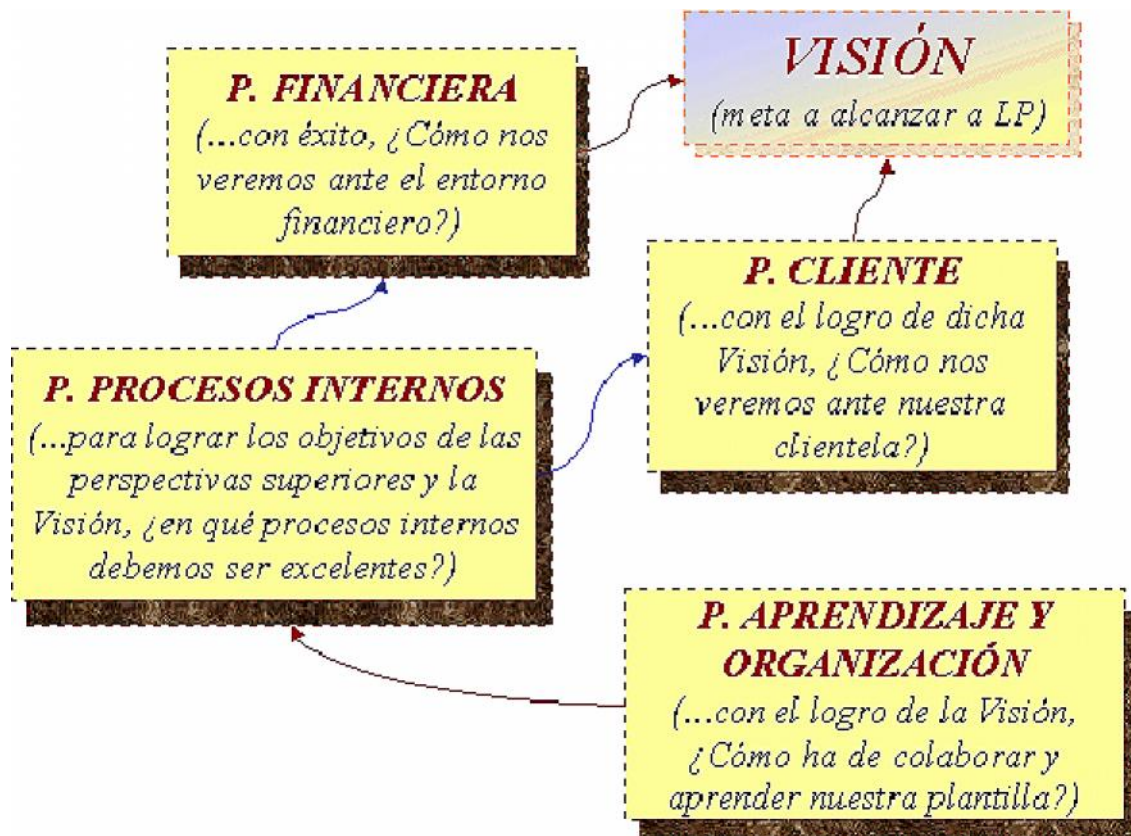 P. FINANCIERA
(...con éxito, ¿Cómo nos
veremos ante el entorno
financiero?)
VISIÓN
(meta a alcanzar a LP)
P. CLIENTE
(...con el logro de dicha
Visión, ¿Cómo nos
veremos ante nuestra
clientela?)
P. PROCESOS INTERNOS
(...para lograr los objetivos de las
perspectivas superiores y la
Visión, ¿en qué procesos internos
debemos ser excelentes?)
P. APRENDIZAJE Y
ORGANIZACIÓN
(...con el logro de la Visión,
¿Cómo ha de colaborar y
aprender nuestra plantilla?)